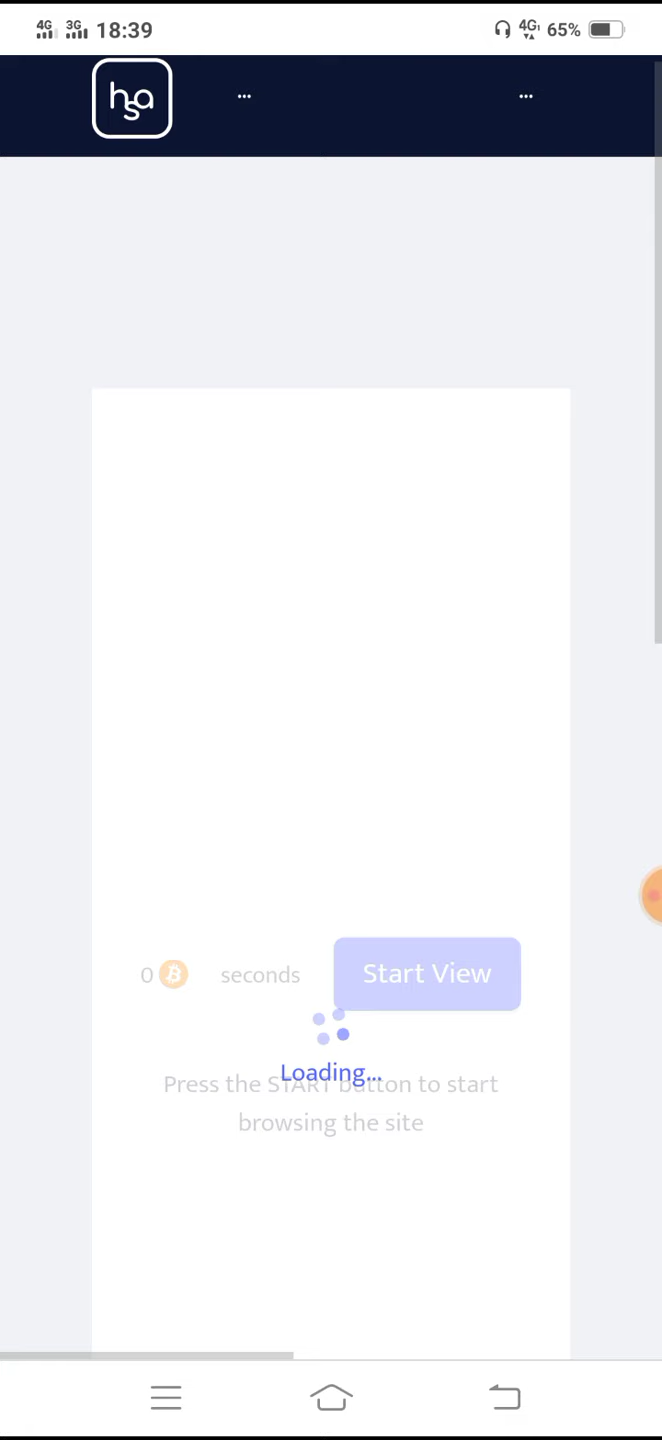 4G 3G 18:39 4G 65%
hsa ... ...
0 seconds Start View
Loading...
Press the START button to start
browsing the site